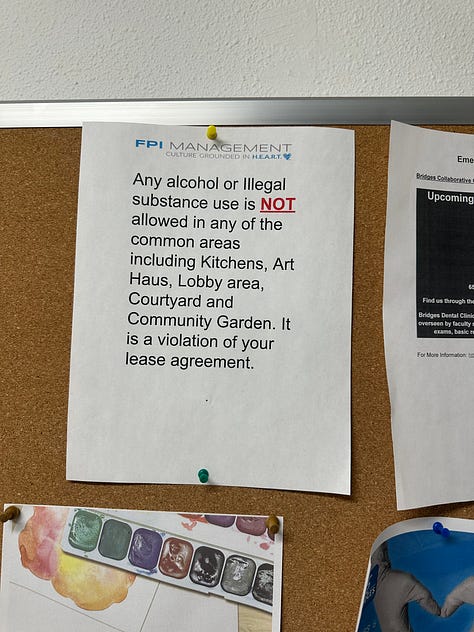 FPI MANAGEMENT
CULTURE GROUNDED IN H.E.A.R.T.
Any alcohol or Illegal
substance use is NOT
allowed in any of the
common areas
including Kitchens, Art
Haus, Lobby area,
Courtyard and
Community Garden. It
is a violation of your
lease agreement.
Eme
Bridges Collaborative
Upcoming
65
Find us through the
Bridges Dental Clinic
overseen by faculty
exams, basic
For More Information: